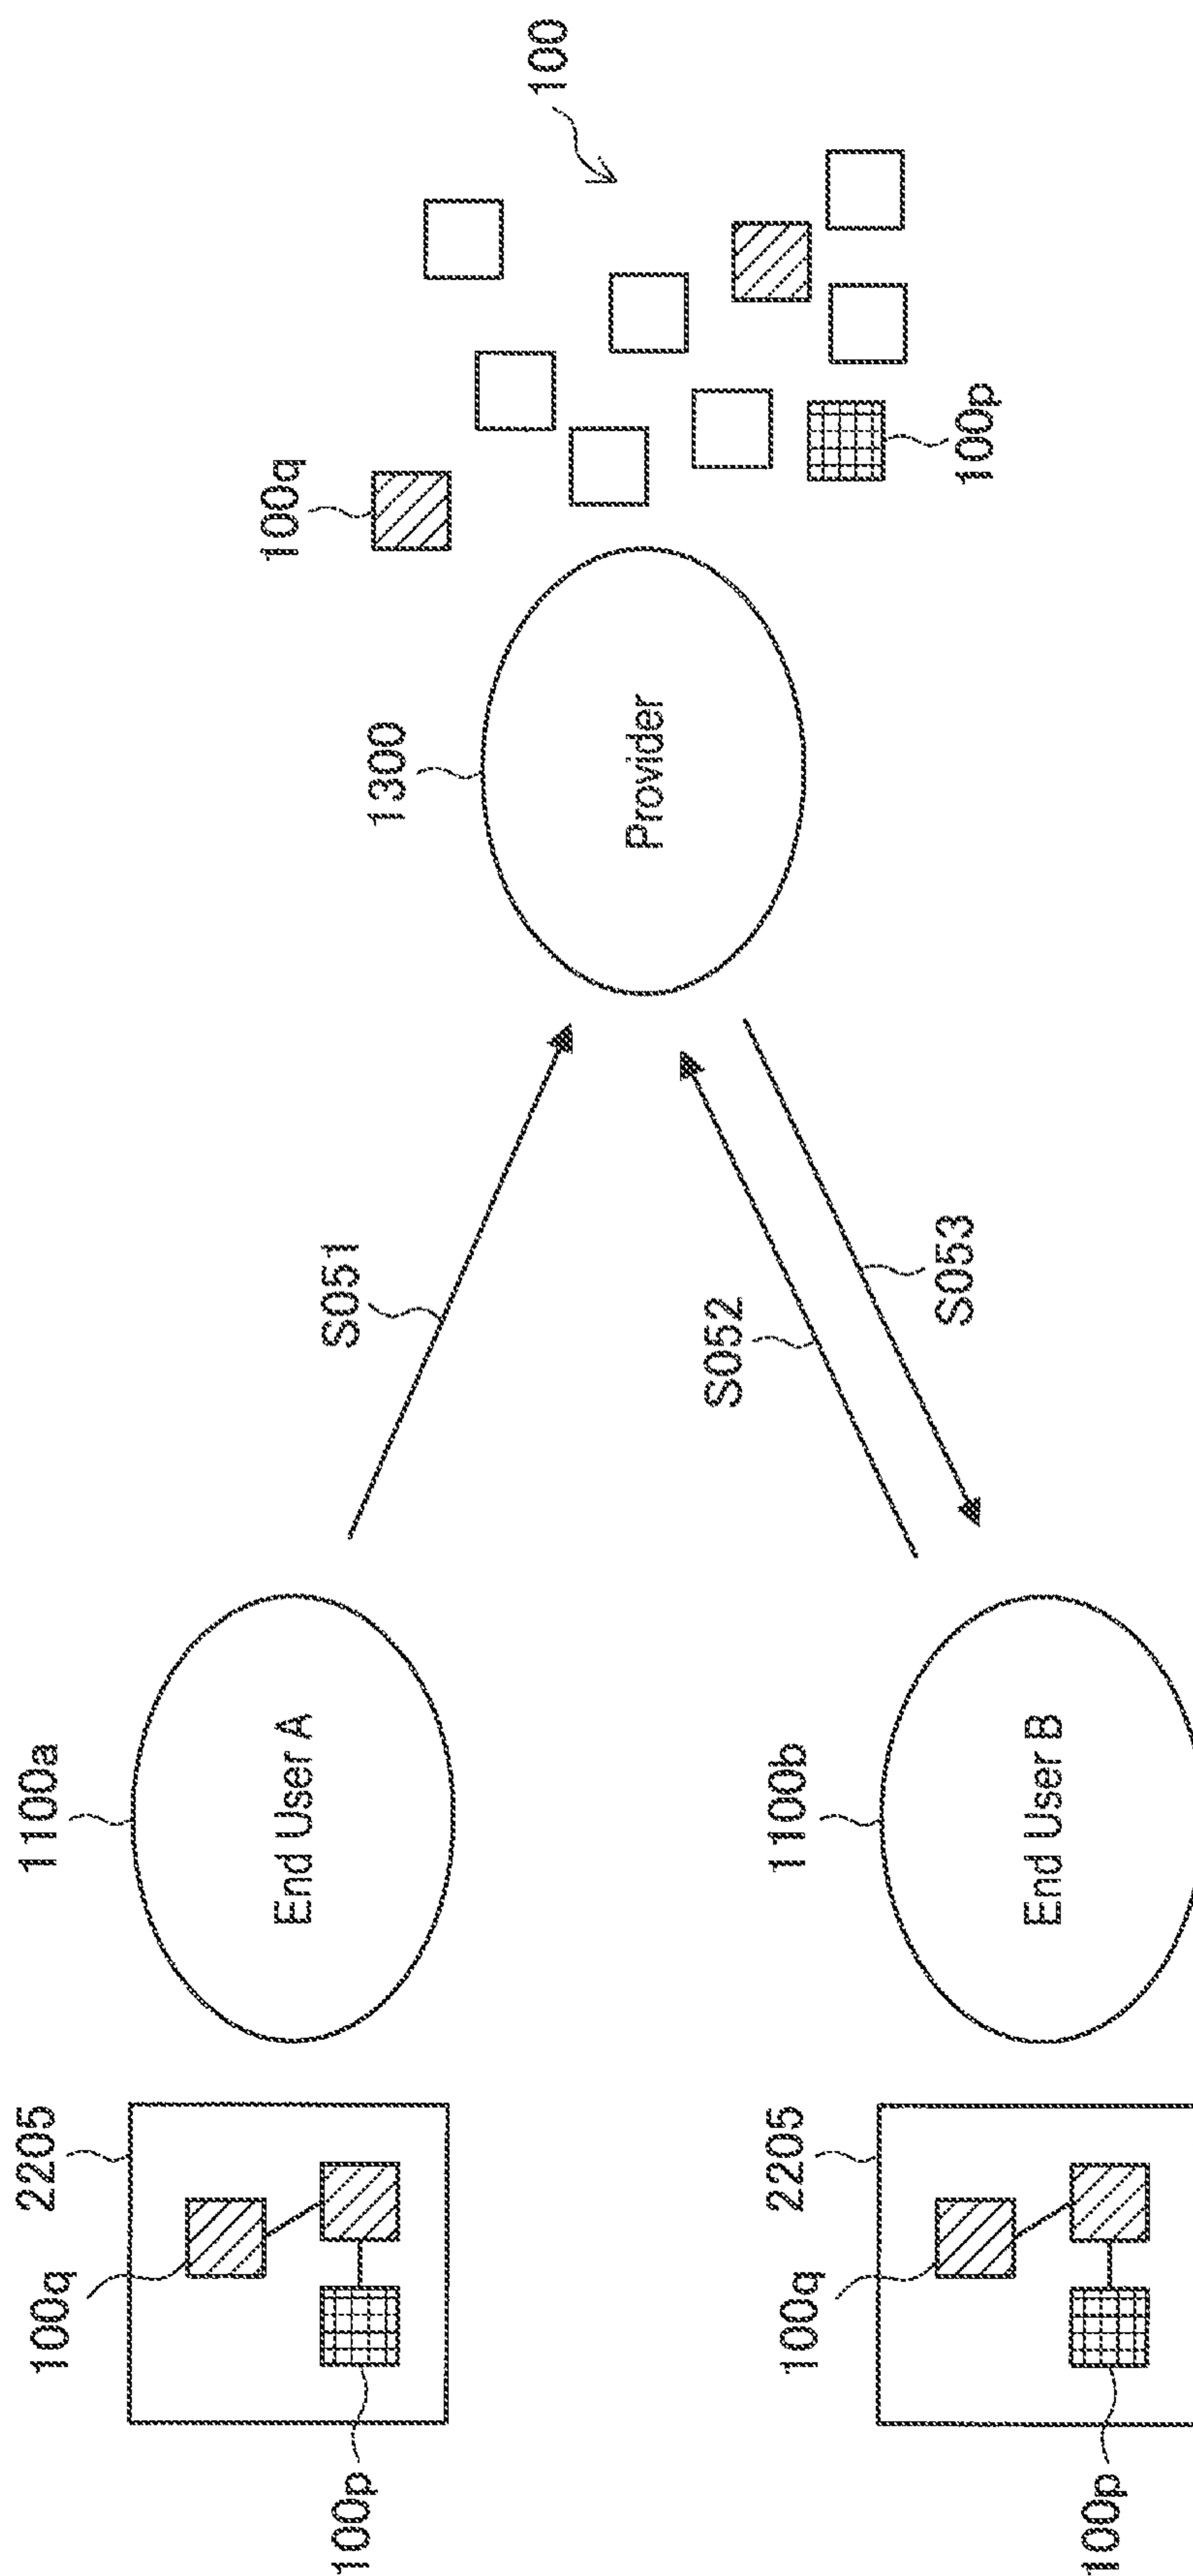 100q
2205
1100a
End User A
100p
S051
1300
Provider
100q
100
100p
S052
S053
100q
2205
1100b
End User B
100p